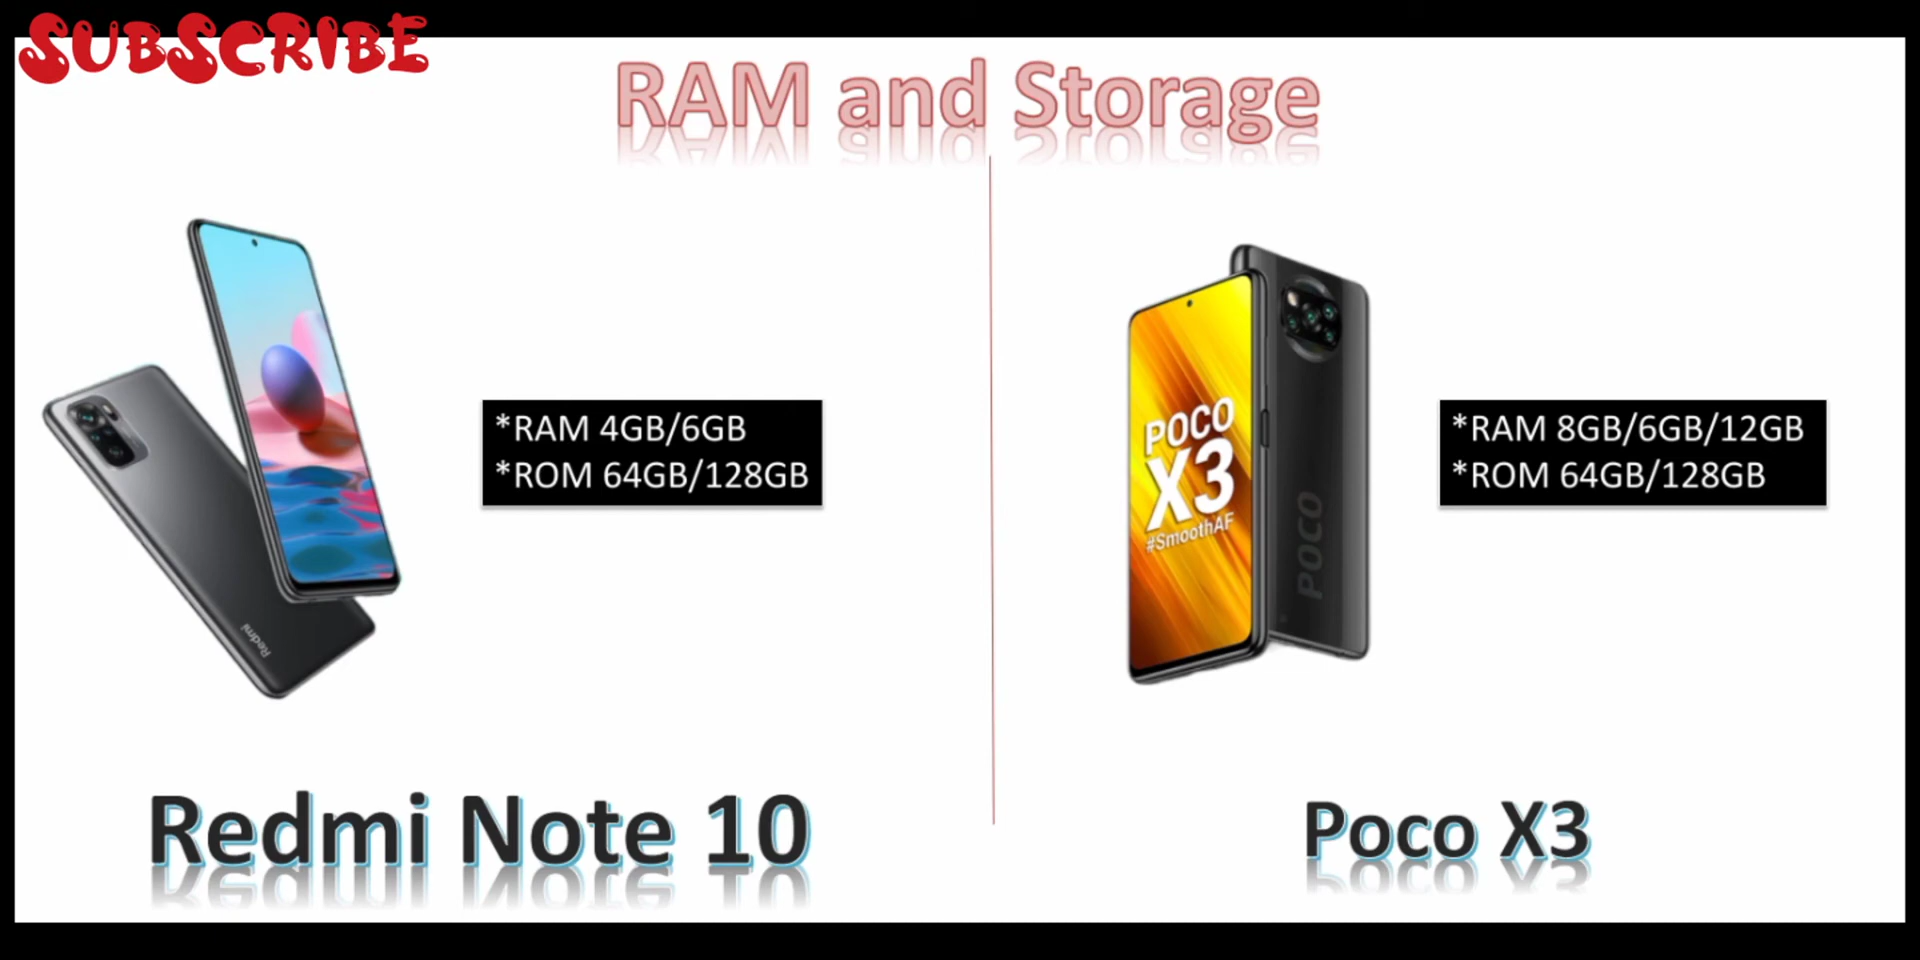 SUBSCRIBE
RAM and Storage
*RAM 4GB/6GB
*ROM 64GB/128GB
Redmi
Redmi Note 10
POCO
X3
#SmoothAF
POCO
*RAM 8GB/6GB/12GB
*ROM 64GB/128GB
Poco X3